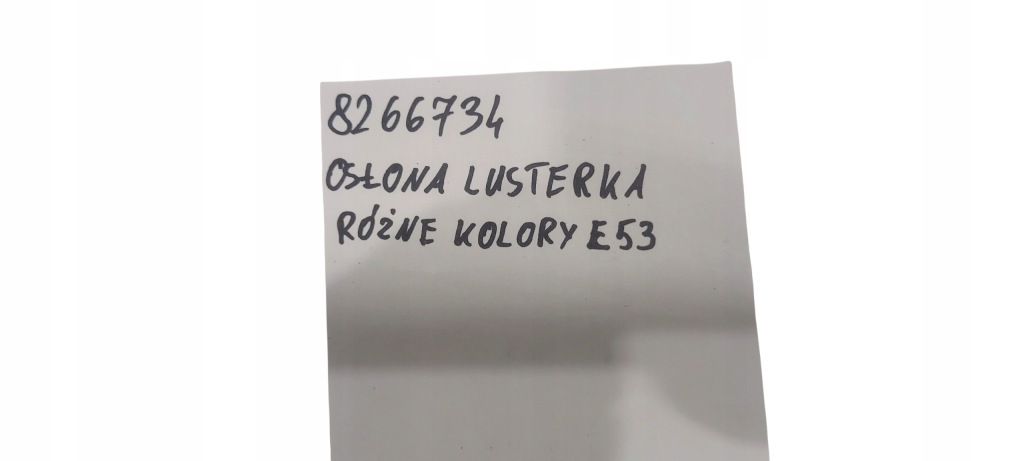 8266734
OSŁONA LUSTERKA
RÓŻNE KOLORY E53